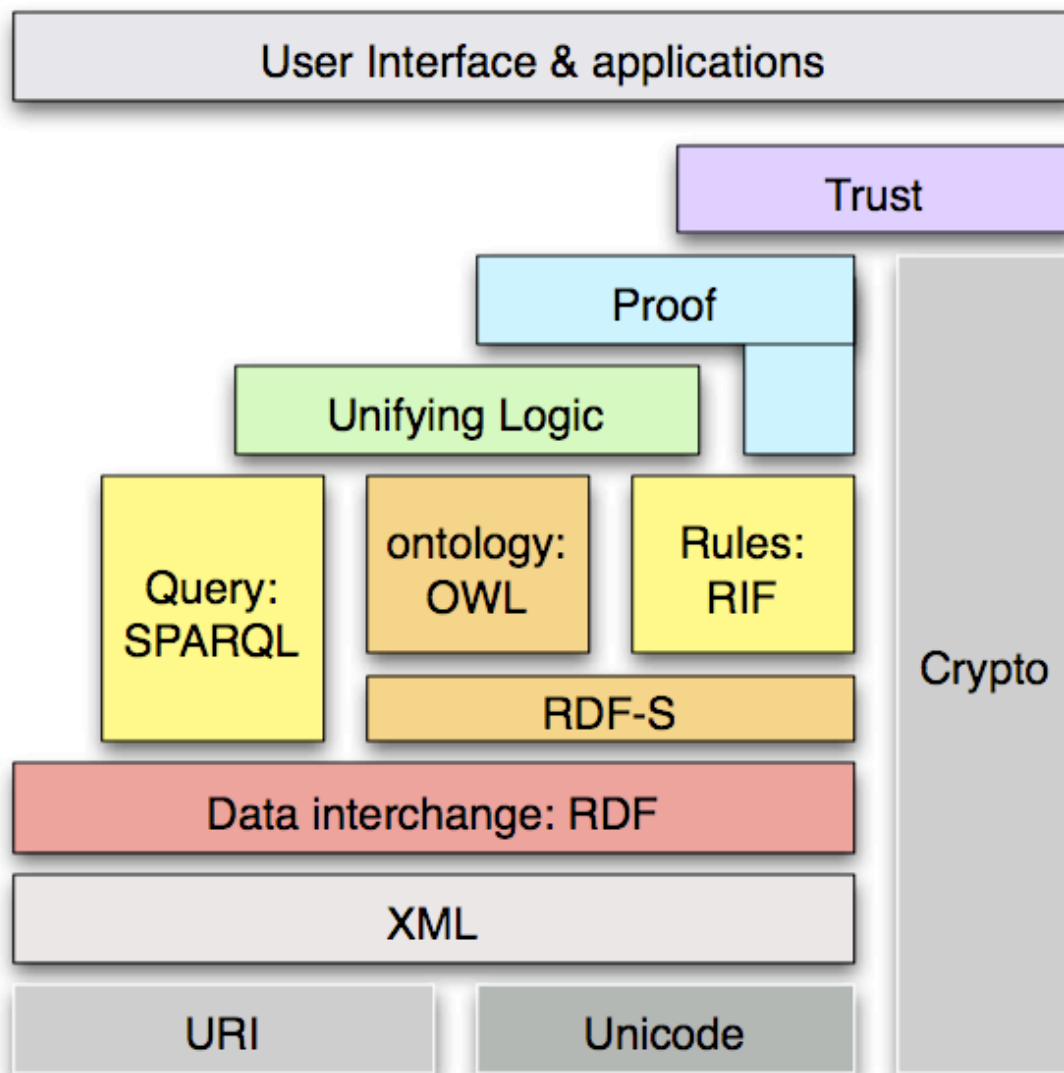 User Interface & applications
Trust
Proof
Unifying Logic
Query:
SPARQL
ontology:
OWL
Rules:
RIF
Crypto
RDF-S
Data interchange: RDF
XML
URI
Unicode